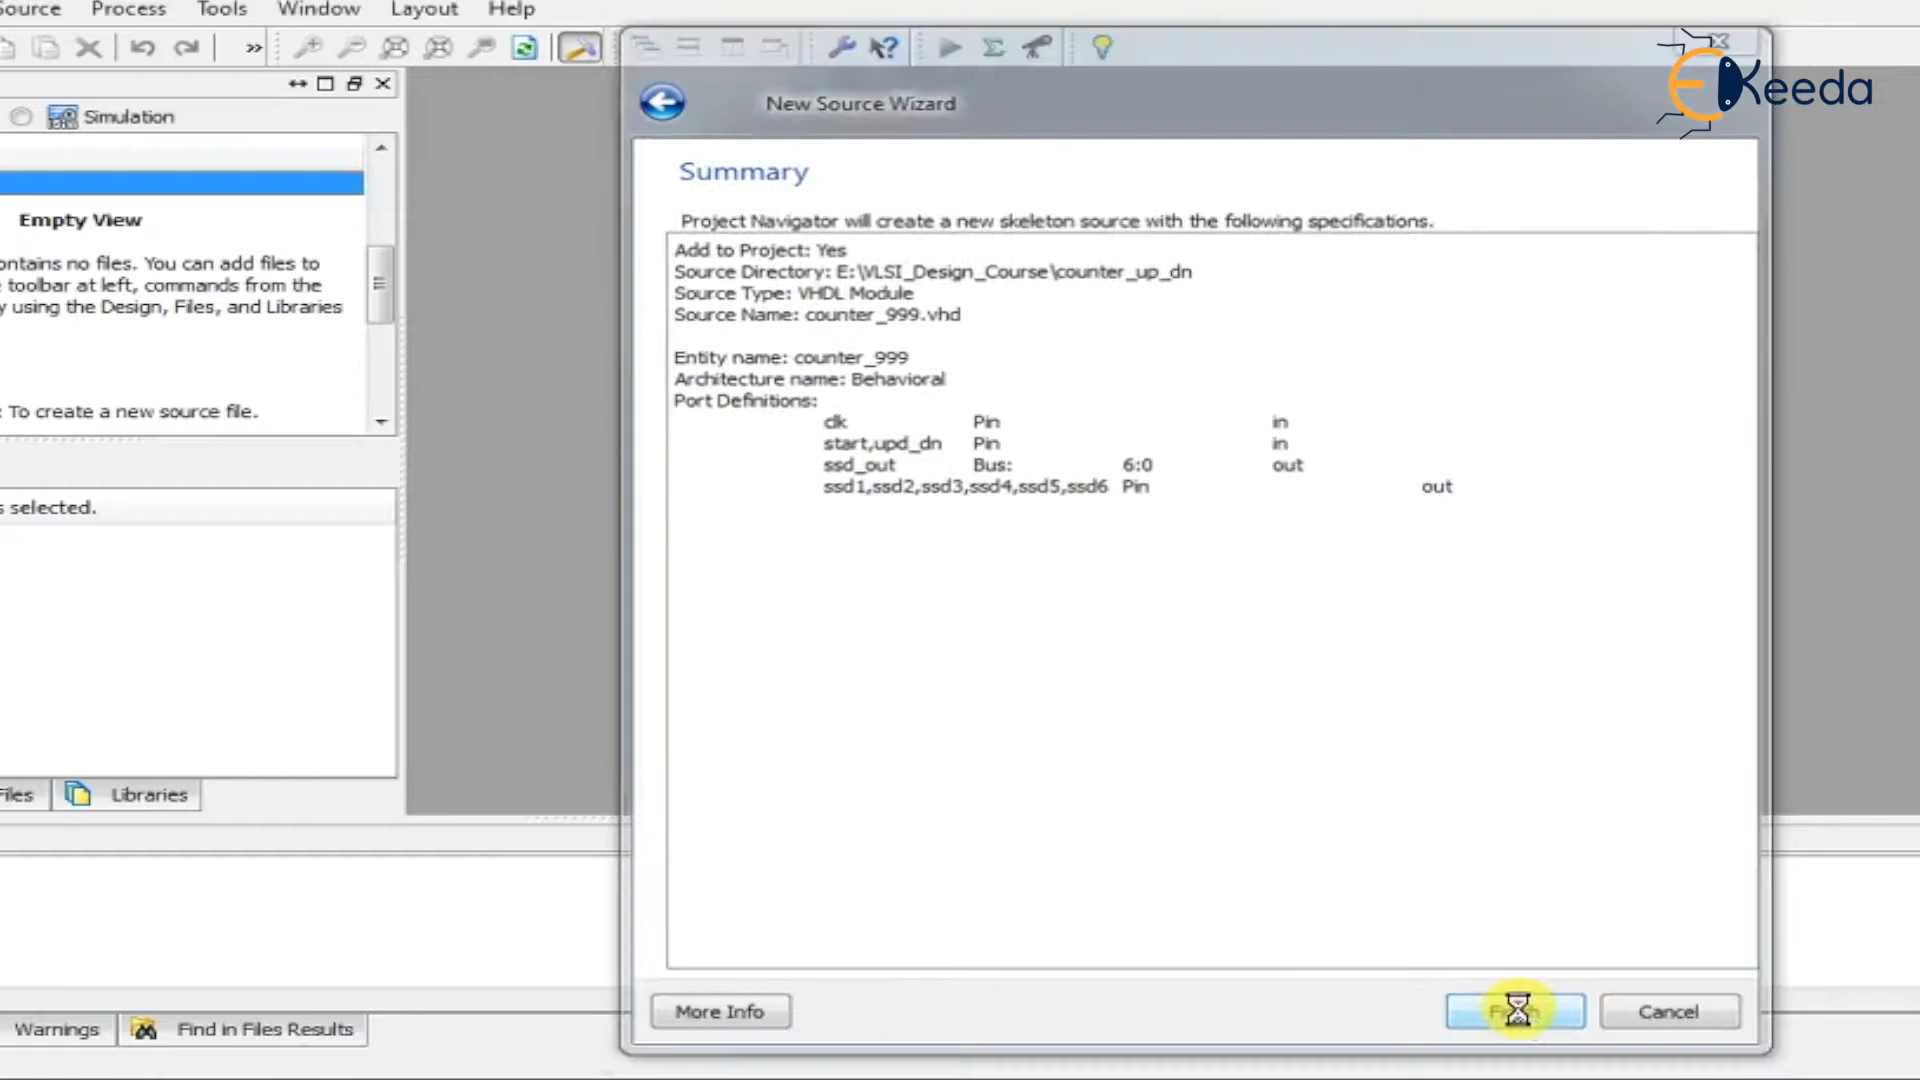 Source Process Tools Window Layout Help
»
Simulation
Empty View
ontains no files. You can add files to
toolbar at left, commands from the
y using the Design, Files, and Libraries
: To create a new source file.
s selected.
Files Libraries
Warnings Find in Files Results
New Source Wizard
Summary
Project Navigator will create a new skeleton source with the following specifications.
Add to Project: Yes
Source Directory: E:\VLSI_Design_Course\counter_up_dn
Source Type: VHDL Module
Source Name: counter_999.vhd
Entity name: counter_999
Architecture name: Behavioral
Port Definitions:
clk Pin in
start,upd_dn Pin in
ssd_out Bus: 6:0 out
ssd1,ssd2,ssd3,ssd4,ssd5,ssd6 Pin out
More Info Cancel
EKeeda